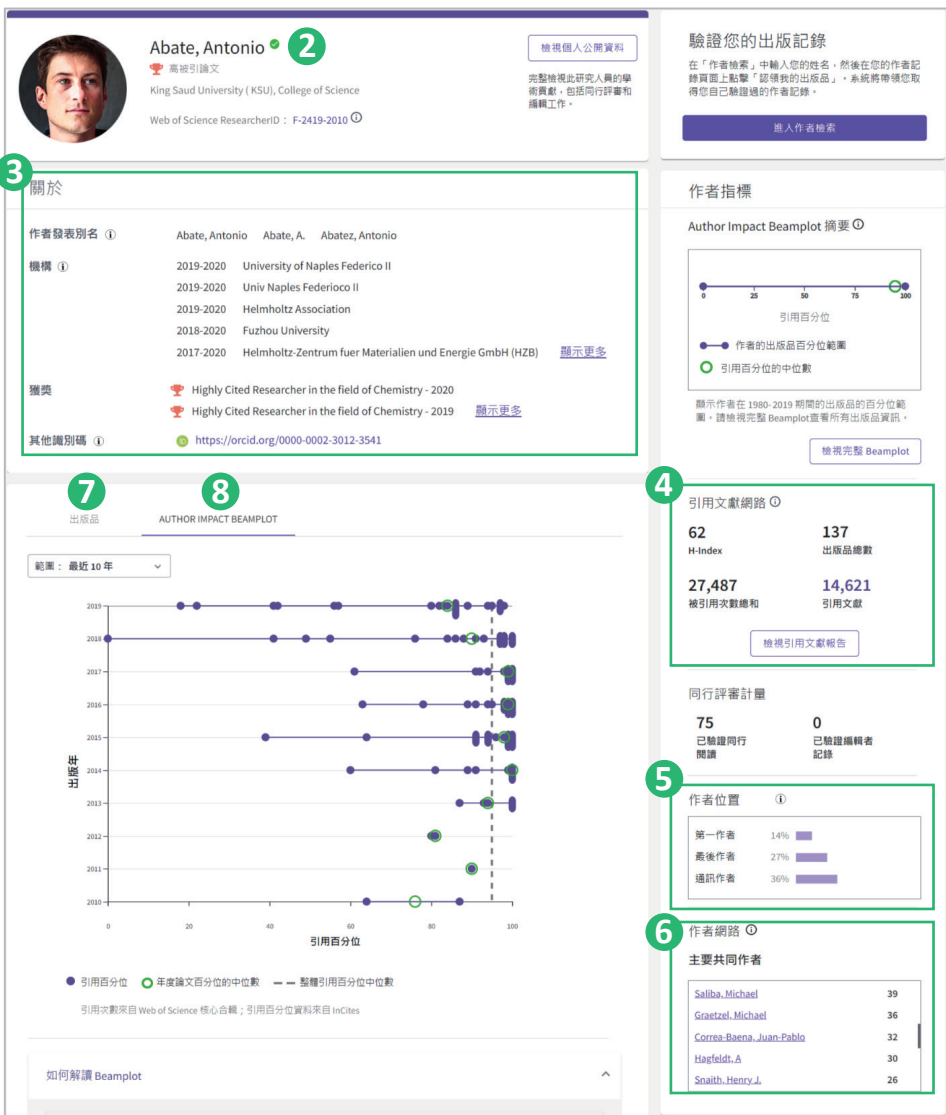 Abate, Antonio
2
高被引論文
King Saud University ( KSU), College of Science
Web of Science ResearcherID： F-2419-2010
檢視個人公開資料
完整檢視此研究人員的學
術貢獻，包括同行評審和
編輯工作。
驗證您的出版記錄
在「作者檢索」中輸入您的姓名，然後在您的作者記
錄頁面上點擊「認領我的出版品」。系統將帶領您取
得您自己驗證過的作者記錄。
進入作者檢索
3
關於
作者發表別名
Abate, Antonio Abate, A. Abatez, Antonio
機構
2019-2020 University of Naples Federico II
2019-2020 Univ Naples Federioco II
2019-2020 Helmholtz Association
2018-2020 Fuzhou University
2017-2020 Helmholtz-Zentrum fuer Materialien und Energie GmbH (HZB) 顯示更多
獲獎
Highly Cited Researcher in the field of Chemistry - 2020
Highly Cited Researcher in the field of Chemistry - 2019 顯示更多
其他識別碼
iD https://orcid.org/0000-0002-3012-3541
作者指標
Author Impact Beamplot 摘要
0 25 50 75 100
引用百分位
作者的出版品百分位範圍
引用百分位的中位數
顯示作者在 1980-2019 期間的出版品的百分位範
圍。請檢視完整 Beamplot查看所有出版品資訊。
檢視完整 Beamplot
4
引用文獻網路
62 137
H-Index 出版品總數
27,487 14,621
被引用次數總和 引用文獻
檢視引用文獻報告
同行評審計量
75 0
已驗證同行 已驗證編輯者
閱讀 記錄
5
作者位置
第一作者 14%
最後作者 27%
通訊作者 36%
6
作者網路
主要共同作者
Saliba, Michael 39
Graetzel, Michael 36
Correa-Baena, Juan-Pablo 32
Hagfeldt, A 30
Snaith, Henry J. 26
7 8
出版品 AUTHOR IMPACT BEAMPLOT
範圍： 最近 10 年
出版年
2019
2018
2017
2016
2015
2014
2013
2012
2011
2010
0 20 40 60 80 100
引用百分位
引用百分位 年度論文百分位的中位數 整體引用百分位中位數
引用次數來自 Web of Science 核心合輯；引用百分位資料來自 InCites
如何解讀 Beamplot